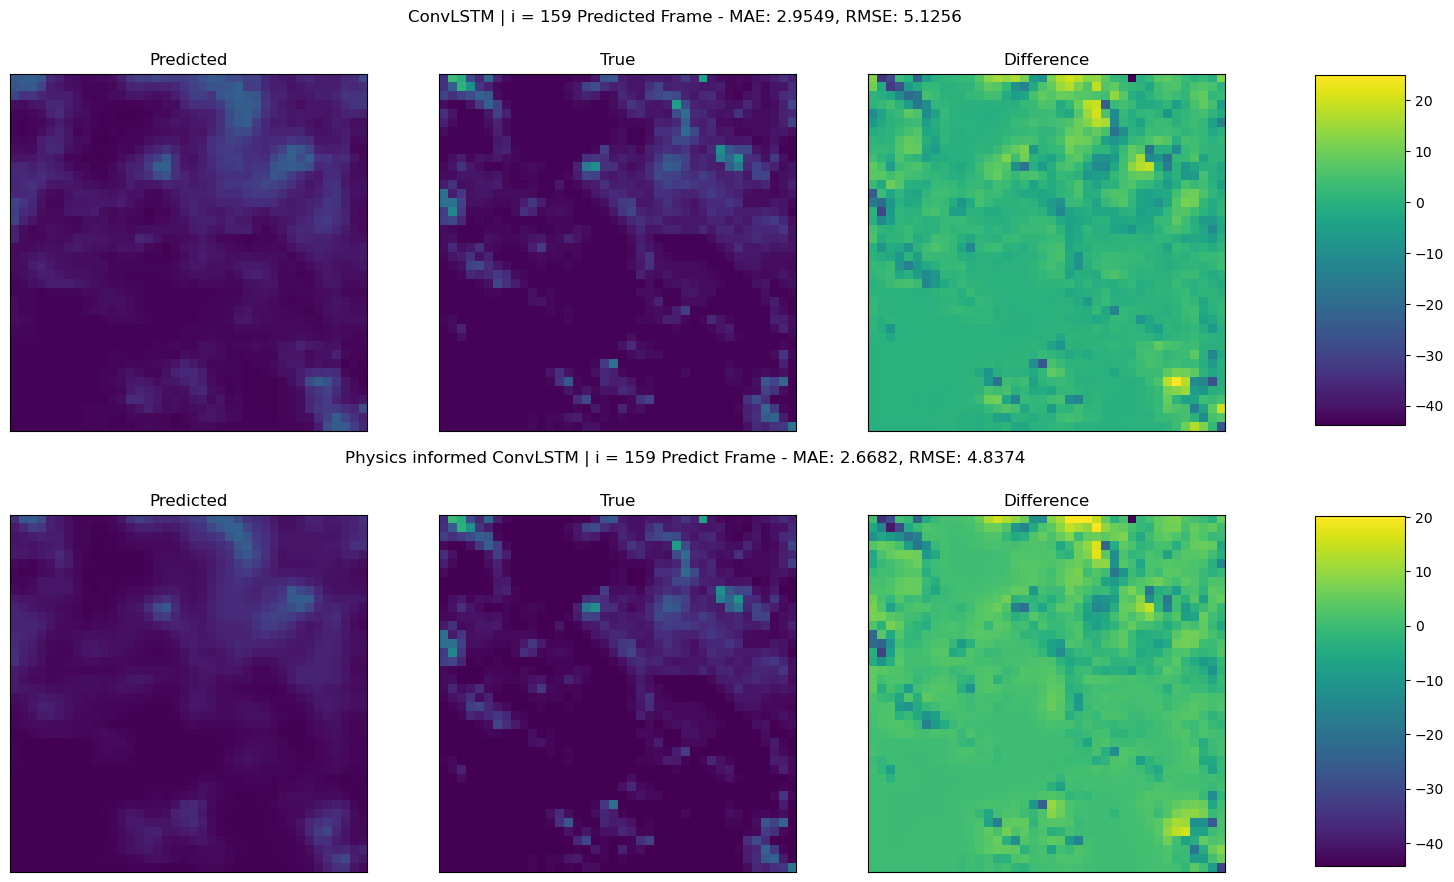 ConvLSTM | i = 159 Predicted Frame - MAE: 2.9549, RMSE: 5.1256
Predicted
True
Difference
20
10
0
−10
−20
−30
−40
Physics informed ConvLSTM | i = 159 Predict Frame - MAE: 2.6682, RMSE: 4.8374
Predicted
True
Difference
20
10
0
−10
−20
−30
−40